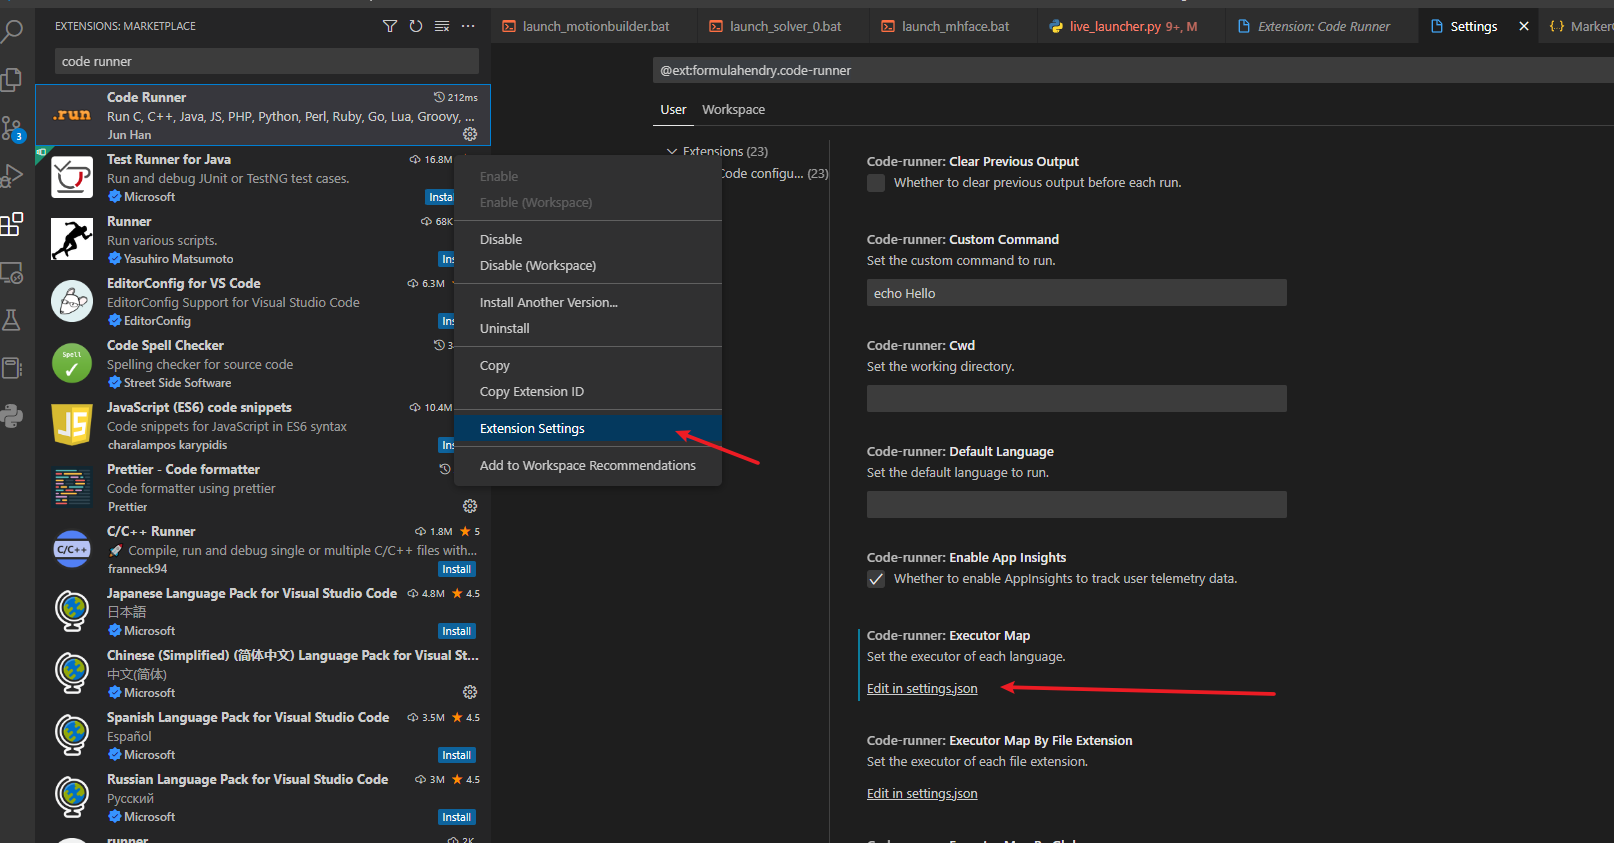 EXTENSIONS: MARKETPLACE
code runner
Code Runner
212ms
Run C, C++, Java, JS, PHP, Python, Perl, Ruby, Go, Lua, Groovy, ...
Jun Han
.run
Test Runner for Java
16.8M
Run and debug JUnit or TestNG test cases.
Microsoft
Insta
Runner
68K
Run various scripts.
Yasuhiro Matsumoto
Ins
EditorConfig for VS Code
6.3M
EditorConfig Support for Visual Studio Code
EditorConfig
Ins
Code Spell Checker
3
Spelling checker for source code
Street Side Software
Spell
JavaScript (ES6) code snippets
10.4M
Code snippets for JavaScript in ES6 syntax
charalampos karypidis
Ins
JS
Prettier - Code formatter
Code formatter using prettier
Prettier
C/C++ Runner
1.8M
5
Compile, run and debug single or multiple C/C++ files with...
franneck94
Install
C/C++
Japanese Language Pack for Visual Studio Code
4.8M
4.5
日本語
Microsoft
Install
Chinese (Simplified) (简体中文) Language Pack for Visual St...
中文(简体)
Microsoft
Spanish Language Pack for Visual Studio Code
3.5M
4.5
Español
Microsoft
Install
Russian Language Pack for Visual Studio Code
3M
4.5
Русский
Microsoft
Install
runner
2K
3
Enable
Enable (Workspace)
Disable
Disable (Workspace)
Install Another Version...
Uninstall
Copy
Copy Extension ID
Extension Settings
Add to Workspace Recommendations
launch_motionbuilder.bat
launch_solver_0.bat
launch_mhface.bat
live_launcher.py 9+, M
Extension: Code Runner
Settings
{} Marker
@ext:formulahendry.code-runner
User
Workspace
Extensions (23)
Code configu... (23)
Code-runner: Clear Previous Output
Whether to clear previous output before each run.
Code-runner: Custom Command
Set the custom command to run.
echo Hello
Code-runner: Cwd
Set the working directory.
Code-runner: Default Language
Set the default language to run.
Code-runner: Enable App Insights
Whether to enable AppInsights to track user telemetry data.
Code-runner: Executor Map
Set the executor of each language.
Edit in settings.json
Code-runner: Executor Map By File Extension
Set the executor of each file extension.
Edit in settings.json